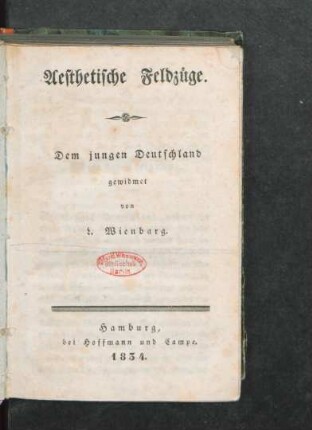 Aesthetische Feldzüge.
Dem jungen Deutschland
gewidmet
von
L. Wienbarg.
Hamburg,
bei Hoffmann und Campe.
1834.